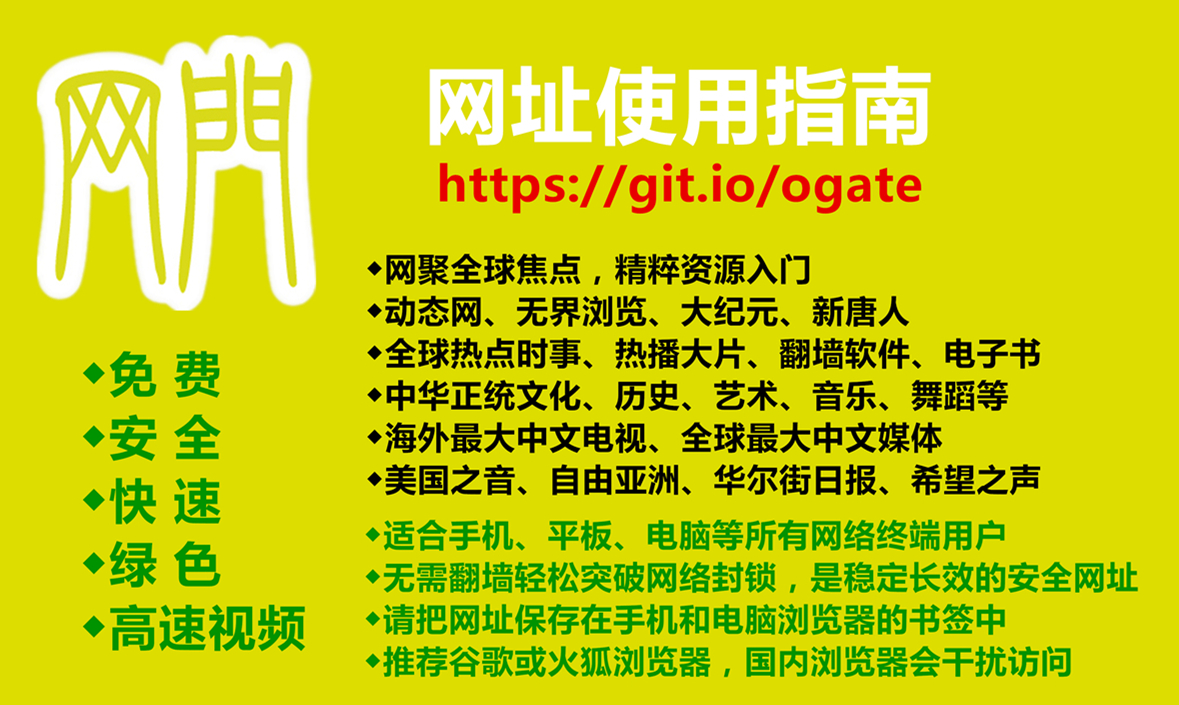 网门
网址使用指南
https://git.io/ogate
◆网聚全球焦点，精粹资源入门
◆动态网、无界浏览、大纪元、新唐人
◆全球热点时事、热播大片、翻墙软件、电子书
◆中华正统文化、历史、艺术、音乐、舞蹈等
◆海外最大中文电视、全球最大中文媒体
◆美国之音、自由亚洲、华尔街日报、希望之声
◆免 费
◆安 全
◆快 速
◆绿 色
◆高速视频
◆适合手机、平板、电脑等所有网络终端用户
◆无需翻墙轻松突破网络封锁，是稳定长效的安全网址
◆请把网址保存在手机和电脑浏览器的书签中
◆推荐谷歌或火狐浏览器，国内浏览器会干扰访问